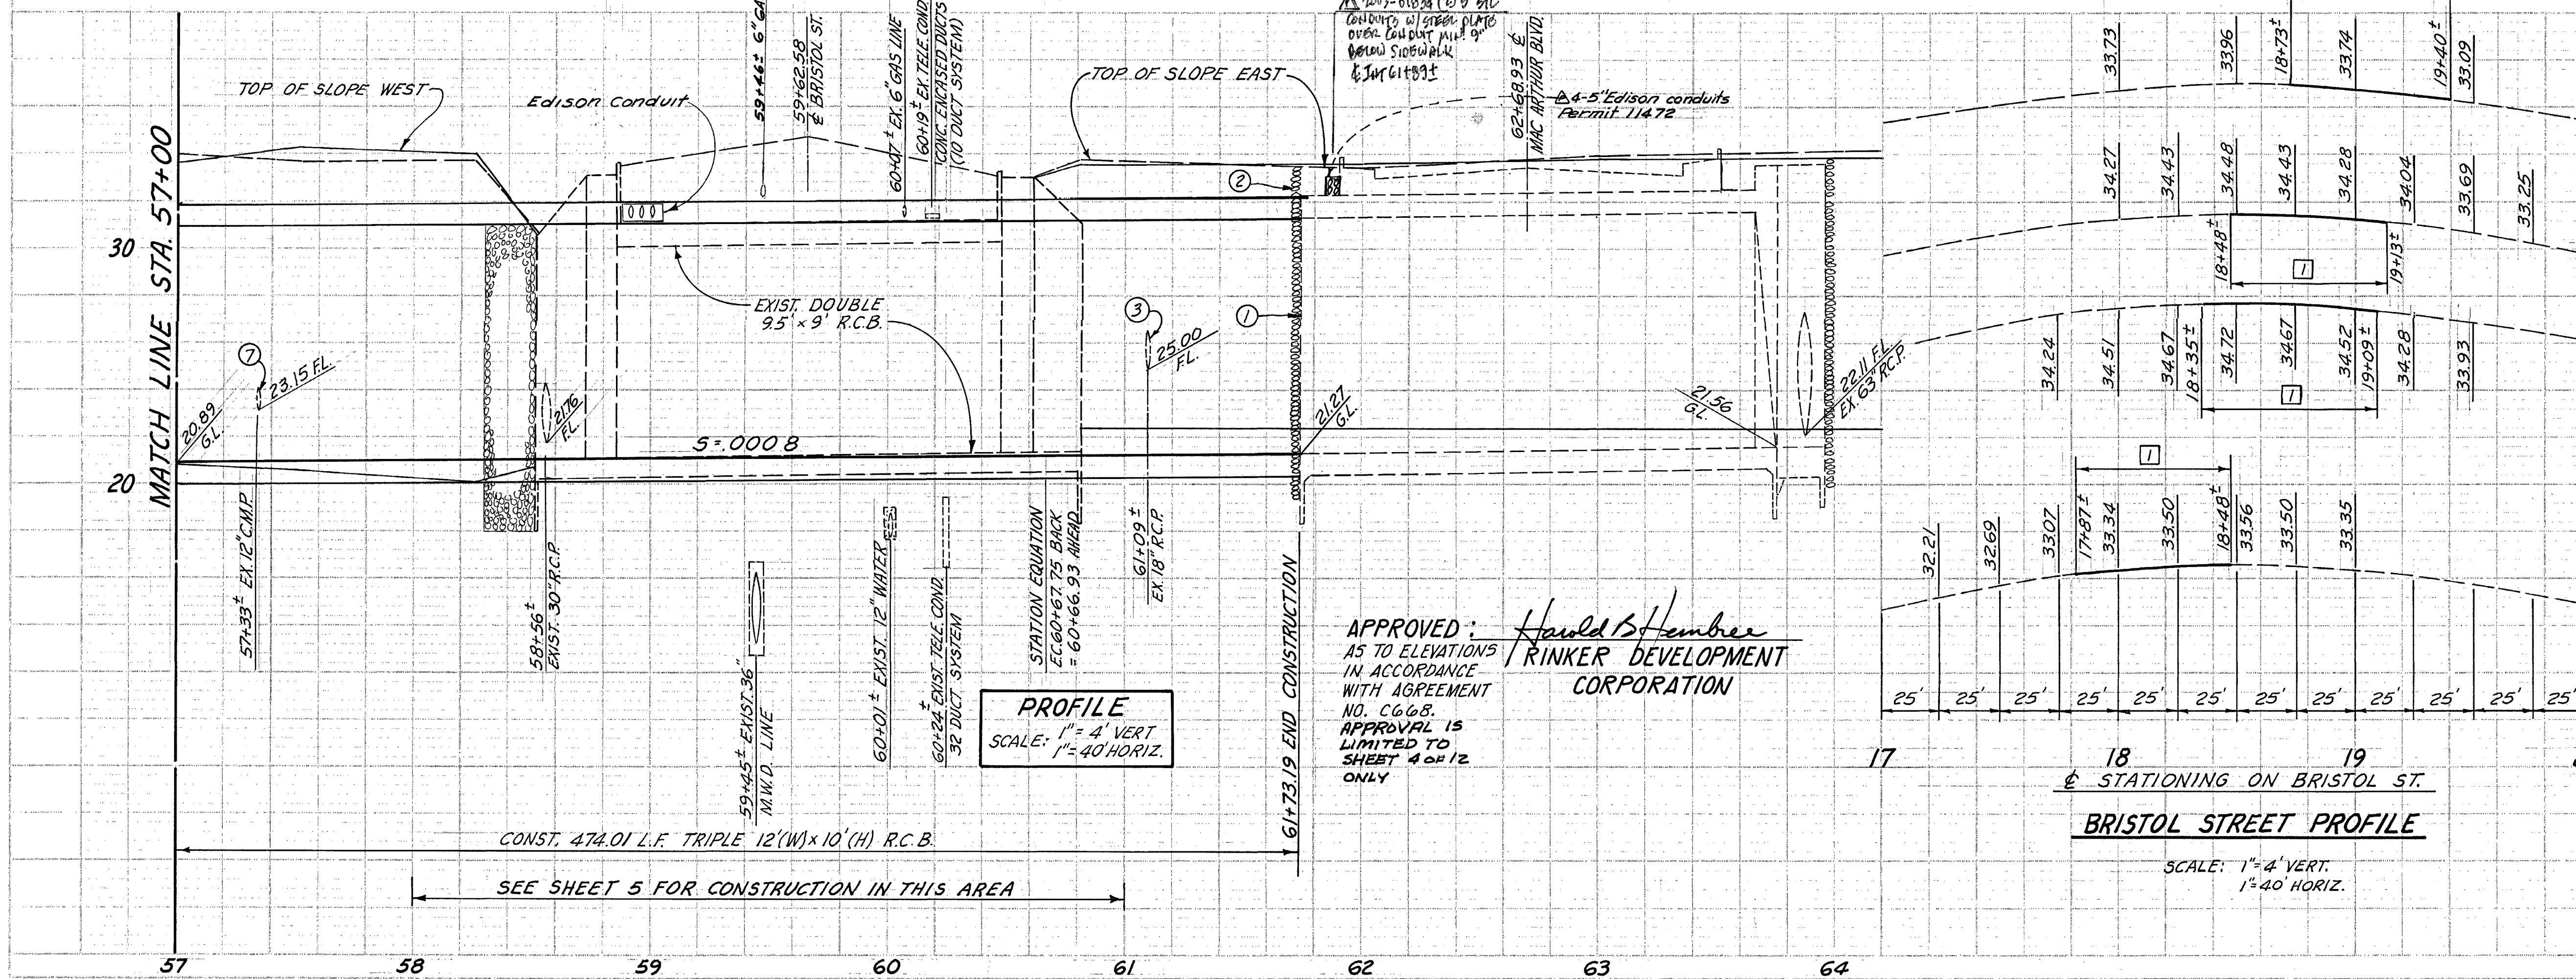 MATCH LINE STA. 57+00
30
20
TOP OF SLOPE WEST
Edison Conduit
59+46± 6" GA
59+62.58
℄ BRISTOL ST.
60+07± EX. 6" GAS LINE
60+19± EX. TELE. COND.
CONC. ENCASED DUCTS
(10 DUCT SYSTEM)
TOP OF SLOPE EAST
CONDUITS W/STEEL PLATE
OVER CONDUIT MIN. 9"
BELOW SIDEWALK
℄ INT 61+89±
4-5" Edison conduits
Permit 11472
62+68.93 ℄
MAC ARTHUR BLVD.
EXIST. DOUBLE
9.5' x 9' R.C.B.
2
1
3
7
20.89
G.L.
23.15 F.L.
21.76
F.L.
S=.0008
25.00
F.L.
21.27
G.L.
21.56
G.L.
22.11 F.L.
EX. 63" R.C.P.
57+33± EX. 12" C.M.P.
58+56±
EXIST. 30" R.C.P.
59+45± EXIST. 36"
M.W.D. LINE
60+01± EXIST. 12" WATER
60+24± EXIST. TELE. COND.
32 DUCT SYSTEM
STATION EQUATION
EC.60+67.75 BACK
= 60+66.93 AHEAD
61+09±
EX. 18" R.C.P.
61+73.19 END CONSTRUCTION
PROFILE
SCALE: 1"= 4' VERT
1"= 40' HORIZ.
APPROVED: Harold B Hembree
AS TO ELEVATIONS
IN ACCORDANCE
WITH AGREEMENT
NO. C668.
APPROVAL IS
LIMITED TO
SHEET 4 OF 12
ONLY
RINKER DEVELOPMENT
CORPORATION
CONST. 474.01 L.F. TRIPLE 12'(W) x 10'(H) R.C.B.
SEE SHEET 5 FOR CONSTRUCTION IN THIS AREA
57 58 59 60 61 62 63 64
33.73 33.96 18+73± 33.74 19+40± 33.09
34.27 34.43 34.48 34.43 34.28 34.04 33.69 33.25
18+48± 1 19+13±
34.24 34.51 34.67 18+35± 34.72 34.67 34.52 19+09± 34.28 33.93
1
1
32.21 32.69 33.07 17+87± 33.34 33.50 18+48± 33.56 33.50 33.35
25' 25' 25' 25' 25' 25' 25' 25' 25' 25' 25' 25'
17 18 19
℄ STATIONING ON BRISTOL ST.
BRISTOL STREET PROFILE
SCALE: 1"= 4' VERT.
1"= 40' HORIZ.